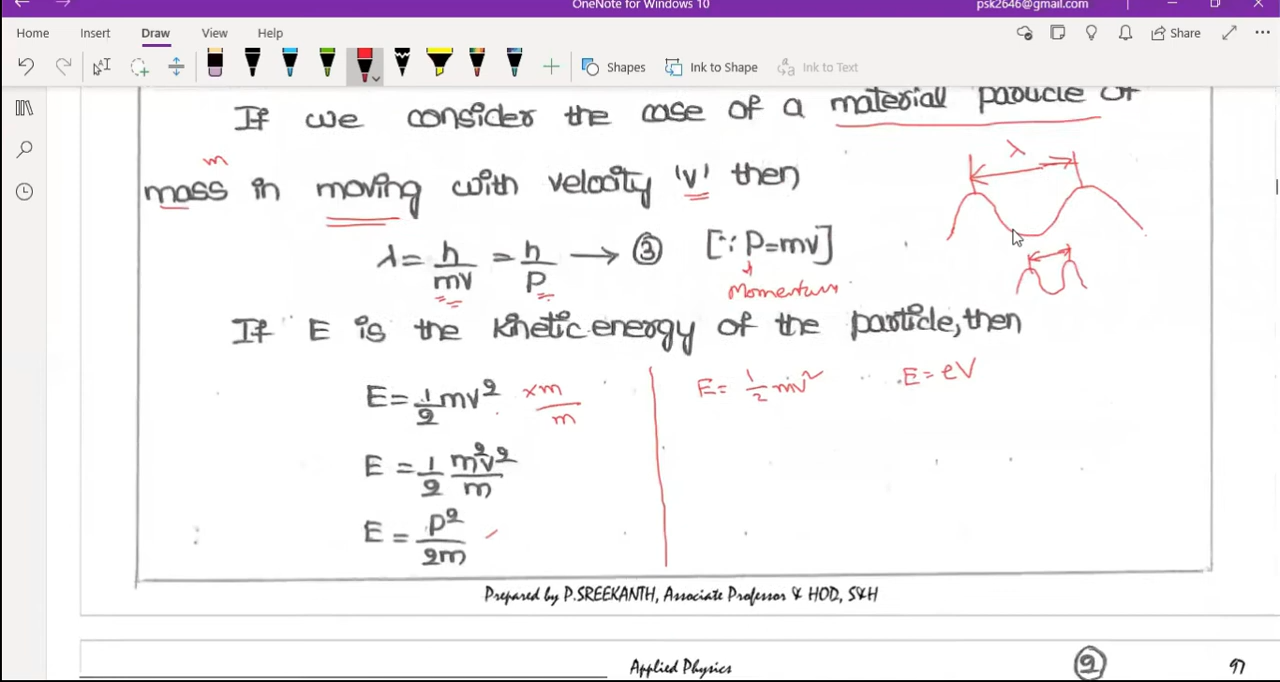 OneNote for Windows 10
psk2646@gmail.com
Home Insert Draw View Help
Share
Shapes
Ink to Shape
Ink to Text
If we consider the case of a material particle of
m
mass in moving with velocity 'v' then
λ
λ = h/mv = h/P → ③ [∵ P=mv]
Momentum
If E is the kinetic energy of the particle, then
E = 1/2 mv² × m/m
E = 1/2 mv²
E = eV
E = 1/2 m²v²/m
E = P²/2m
Prepared by P.SREEKANTH, Associate Professor & HOD, S&H
Applied Physics
②
97